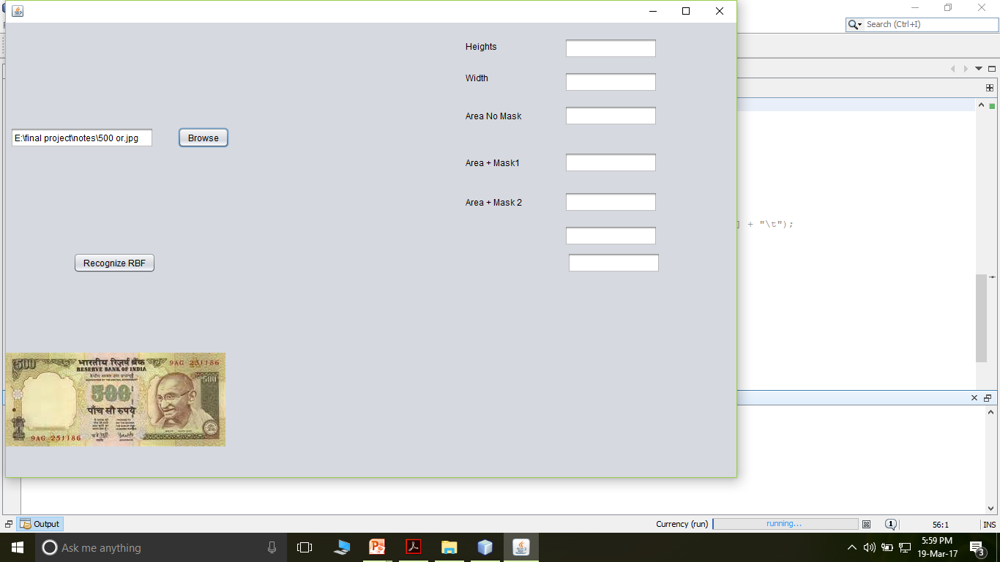 Search (Ctrl+I)
Heights
Width
Area No Mask
E:\final project\notes\500 or.jpg
Browse
Area + Mask1
Area + Mask 2
] + "\t");
Recognize RBF
500
भारतीय रिज़र्व बैंक
9AG 251186
RESERVE BANK OF INDIA
500
500
पाँच सौ रुपये
9AG 251186
Output
Currency (run)
running...
1
56:1
INS
Ask me anything
5:59 PM
19-Mar-17
3